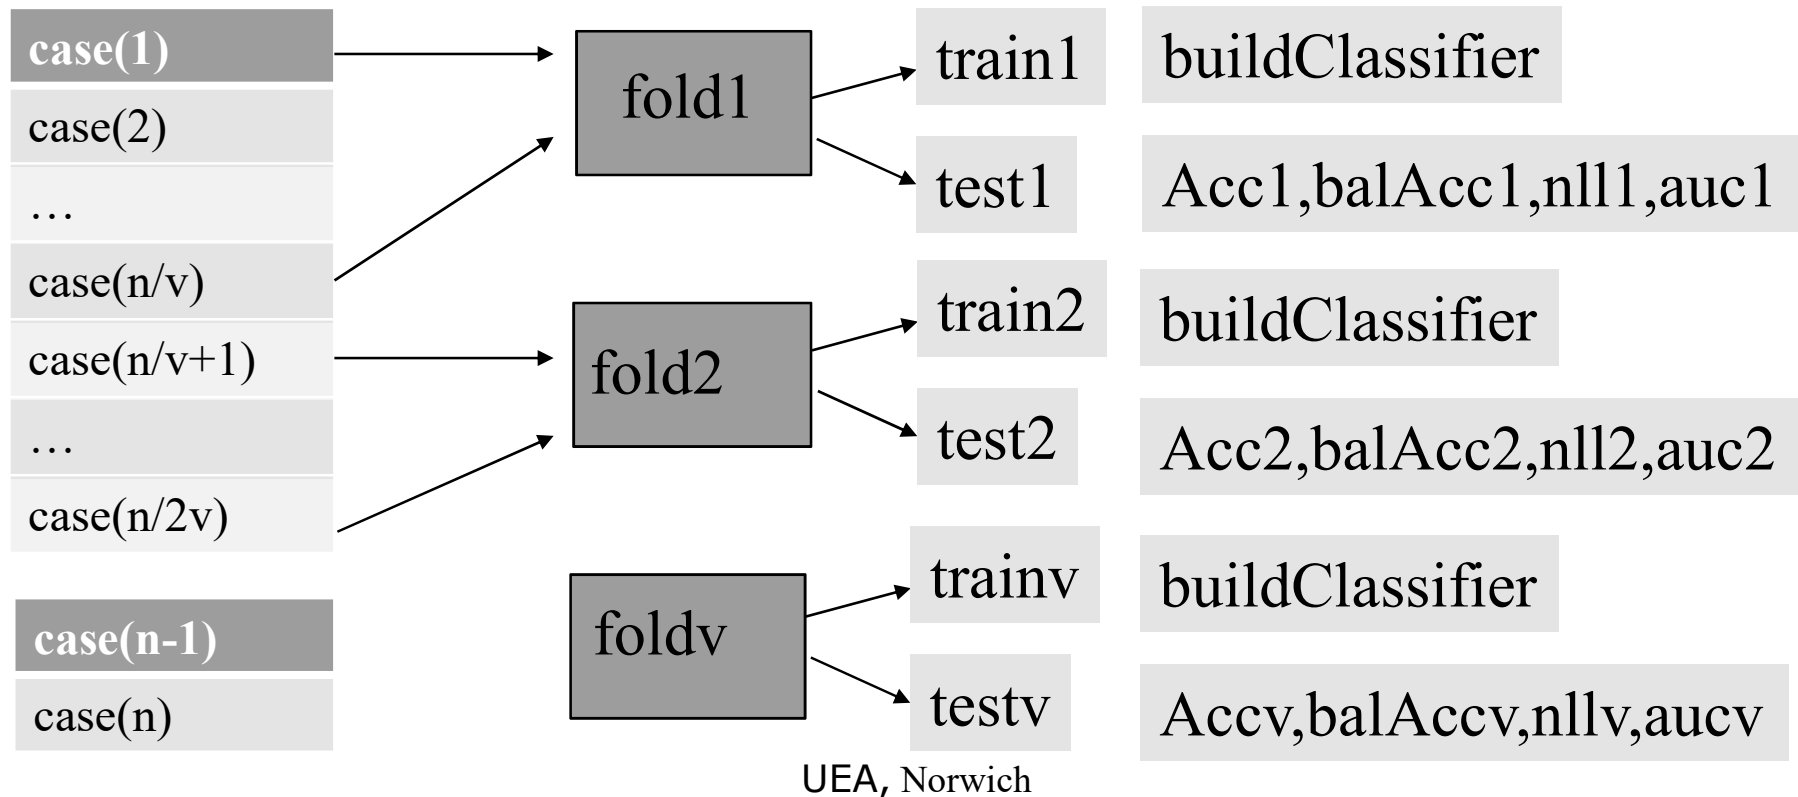 case(1)
case(2)
…
case(n/v)
case(n/v+1)
…
case(n/2v)
case(n-1)
case(n)
fold1
train1
buildClassifier
test1
Acc1,balAcc1,nll1,auc1
fold2
train2
buildClassifier
test2
Acc2,balAcc2,nll2,auc2
foldv
trainv
buildClassifier
testv
Accv,balAccv,nllv,aucv
UEA, Norwich